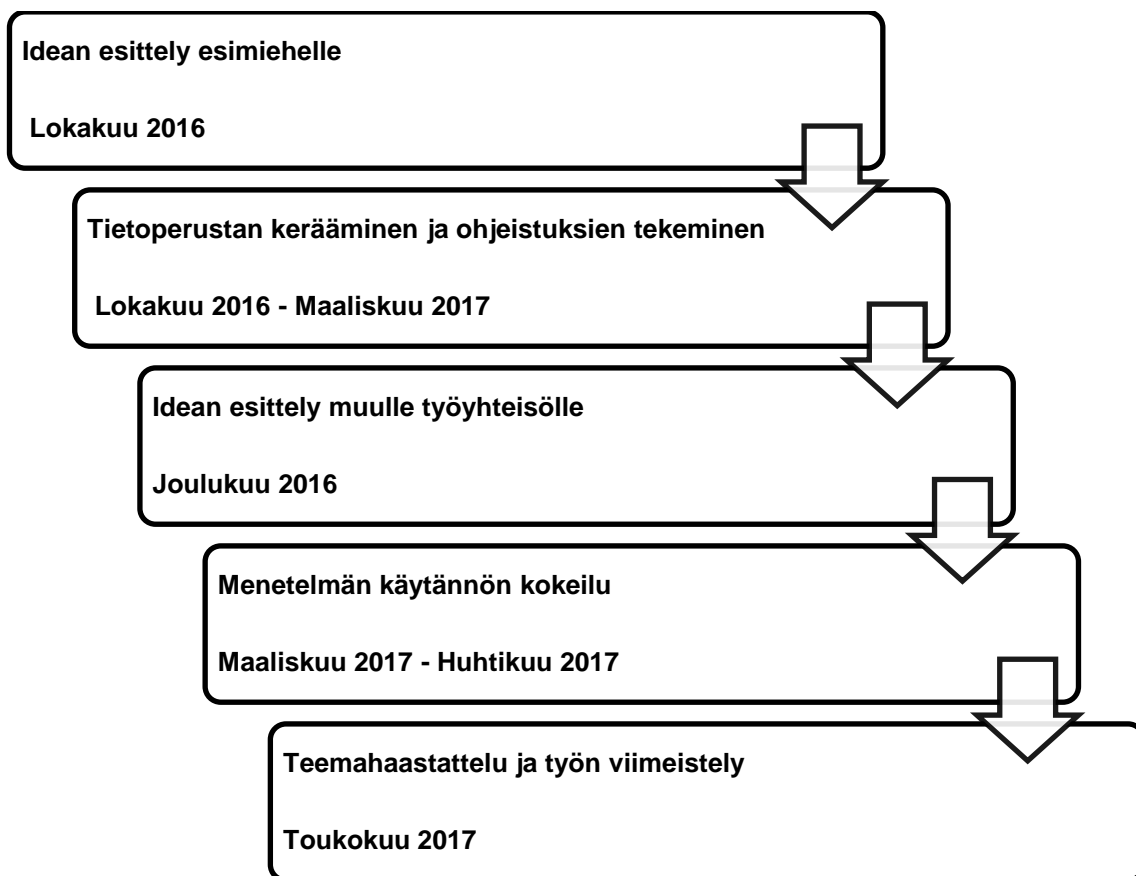 Idean esittely esimiehelle
Lokakuu 2016
Tietoperustan kerääminen ja ohjeistuksien tekeminen
Lokakuu 2016 - Maaliskuu 2017
Idean esittely muulle työyhteisölle
Joulukuu 2016
Menetelmän käytännön kokeilu
Maaliskuu 2017 - Huhtikuu 2017
Teemahaastattelu ja työn viimeistely
Toukokuu 2017